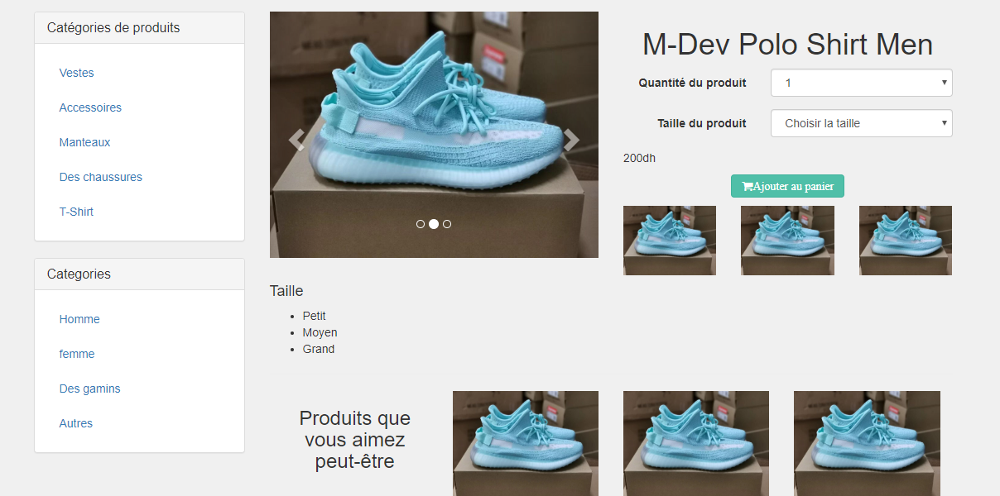 Catégories de produits
Vestes
Accessoires
Manteaux
Des chaussures
T-Shirt
Categories
Homme
femme
Des gamins
Autres
M-Dev Polo Shirt Men
Quantité du produit
1
Taille du produit
Choisir la taille
200dh
Ajouter au panier
Taille
Petit
Moyen
Grand
Produits que
vous aimez
peut-être